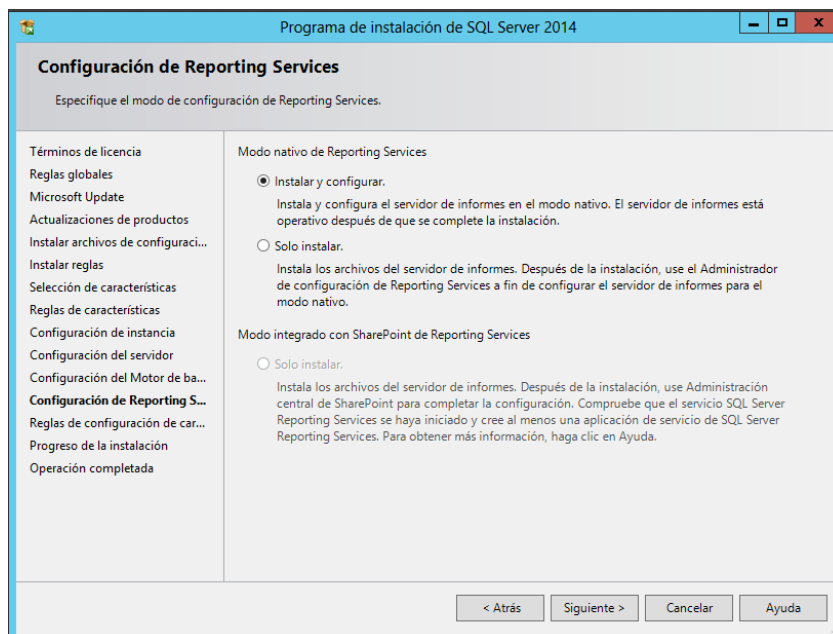 Programa de instalación de SQL Server 2014
Configuración de Reporting Services
Especifique el modo de configuración de Reporting Services.
Términos de licencia
Reglas globales
Microsoft Update
Actualizaciones de productos
Instalar archivos de configuraci...
Instalar reglas
Selección de características
Reglas de características
Configuración de instancia
Configuración del servidor
Configuración del Motor de ba...
Configuración de Reporting S...
Reglas de configuración de car...
Progreso de la instalación
Operación completada
Modo nativo de Reporting Services
Instalar y configurar.
Instala y configura el servidor de informes en el modo nativo. El servidor de informes está
operativo después de que se complete la instalación.
Solo instalar.
Instala los archivos del servidor de informes. Después de la instalación, use el Administrador
de configuración de Reporting Services a fin de configurar el servidor de informes para el
modo nativo.
Modo integrado con SharePoint de Reporting Services
Solo instalar.
Instala los archivos del servidor de informes. Después de la instalación, use Administración
central de SharePoint para completar la configuración. Compruebe que el servicio SQL Server
Reporting Services se haya iniciado y cree al menos una aplicación de servicio de SQL Server
Reporting Services. Para obtener más información, haga clic en Ayuda.
< Atrás
Siguiente >
Cancelar
Ayuda